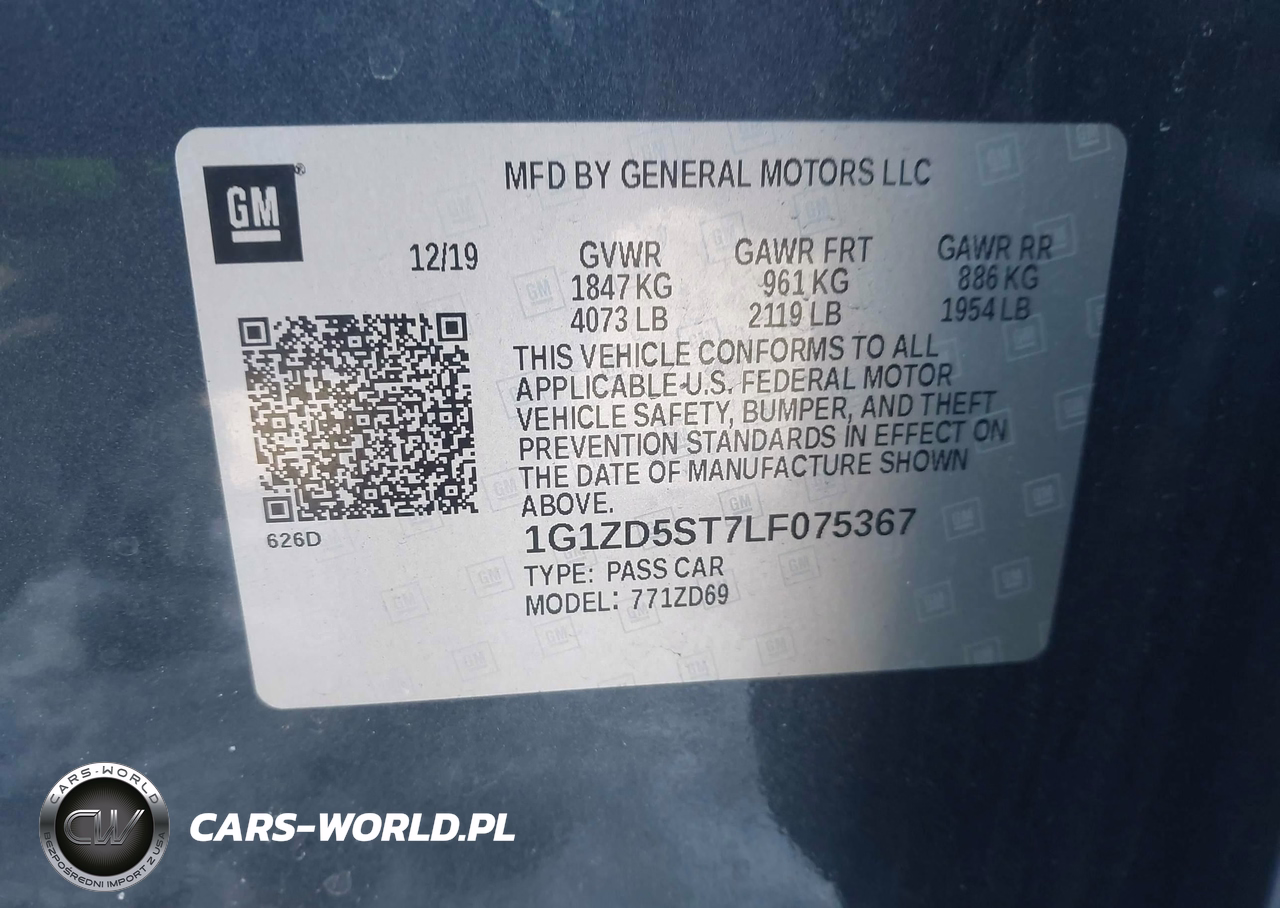 GM
MFD BY GENERAL MOTORS LLC
12/19
GVWR
1847 KG
4073 LB
GAWR FRT
961 KG
2119 LB
GAWR RR
886 KG
1954 LB
THIS VEHICLE CONFORMS TO ALL
APPLICABLE U.S. FEDERAL MOTOR
VEHICLE SAFETY, BUMPER, AND THEFT
PREVENTION STANDARDS IN EFFECT ON
THE DATE OF MANUFACTURE SHOWN
ABOVE.
626D
1G1ZD5ST7LF075367
TYPE: PASS CAR
MODEL: 771ZD69
CARS-WORLD
CW
BEZPOŚREDNI IMPORT Z USA
CARS-WORLD.PL